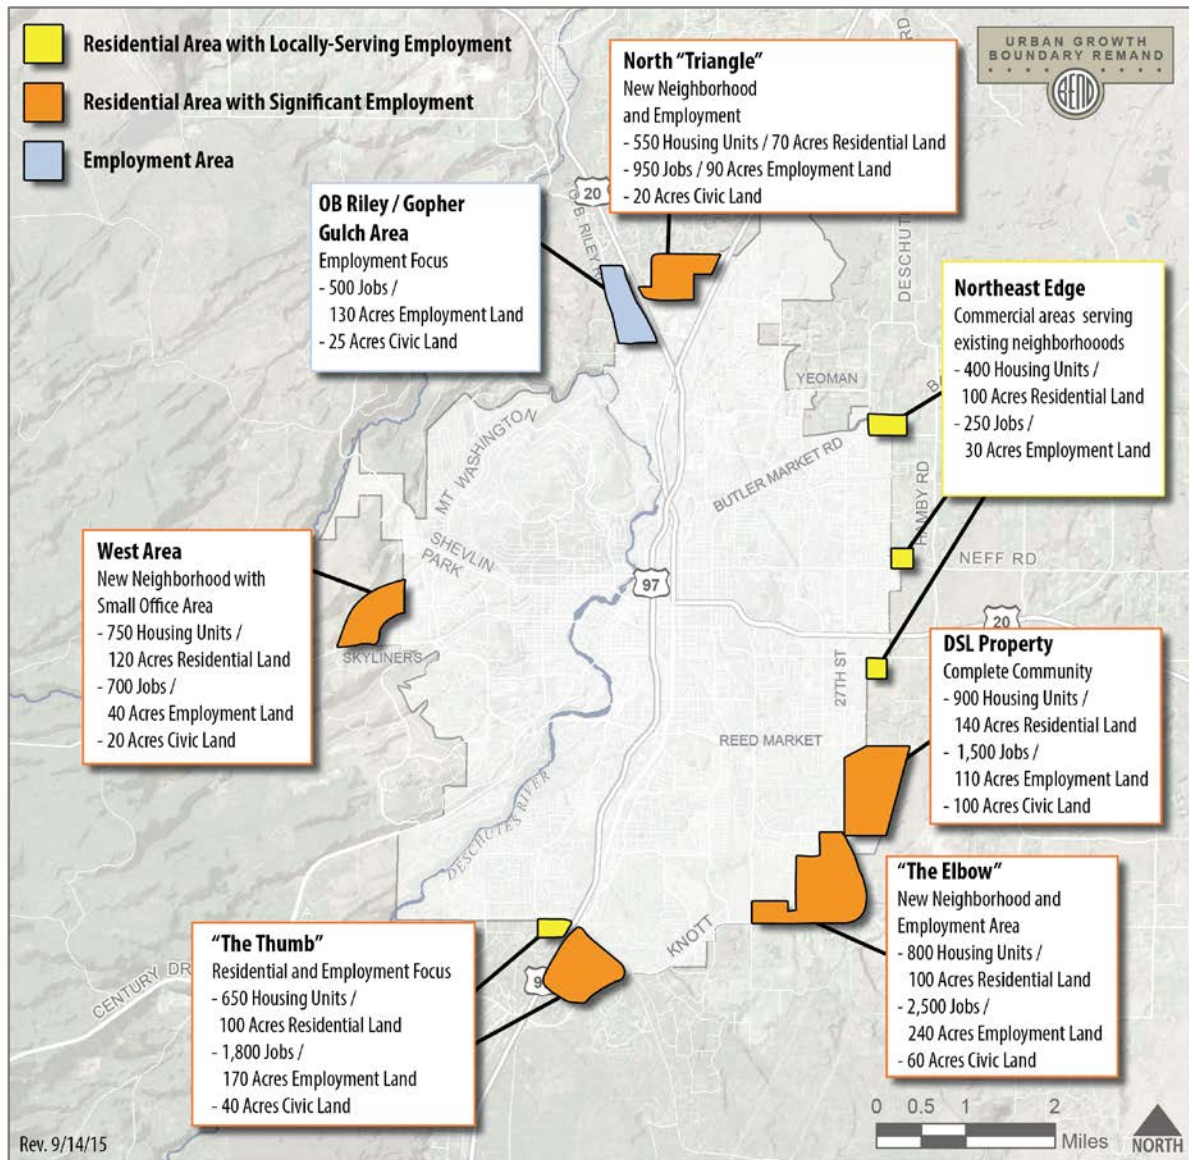 Residential Area with Locally-Serving Employment
Residential Area with Significant Employment
Employment Area
URBAN GROWTH
BOUNDARY REMAND
BEND
North “Triangle”
New Neighborhood
and Employment
- 550 Housing Units / 70 Acres Residential Land
- 950 Jobs / 90 Acres Employment Land
- 20 Acres Civic Land
OB Riley / Gopher
Gulch Area
Employment Focus
- 500 Jobs /
130 Acres Employment Land
- 25 Acres Civic Land
20
RD
DESCHUT
Northeast Edge
Commercial areas serving
existing neighborhooods
- 400 Housing Units /
100 Acres Residential Land
- 250 Jobs /
30 Acres Employment Land
YEOMAN
MT WASHINGTON
BUTLER MARKET RD
HAMBY RD
SHEVLIN
PARK
NEFF RD
97
West Area
New Neighborhood with
Small Office Area
- 750 Housing Units /
120 Acres Residential Land
- 700 Jobs /
40 Acres Employment Land
- 20 Acres Civic Land
SKYLINERS
20
27TH ST
DSL Property
Complete Community
- 900 Housing Units /
140 Acres Residential Land
- 1,500 Jobs /
110 Acres Employment Land
- 100 Acres Civic Land
REED MARKET
DESCHUTES RIVER
“The Elbow”
New Neighborhood and
Employment Area
- 800 Housing Units /
100 Acres Residential Land
- 2,500 Jobs /
240 Acres Employment Land
- 60 Acres Civic Land
KNOTT
CENTURY DR
“The Thumb”
Residential and Employment Focus
- 650 Housing Units /
100 Acres Residential Land
- 1,800 Jobs /
170 Acres Employment Land
- 40 Acres Civic Land
9
0 0.5 1 2
Miles
NORTH
Rev. 9/14/15